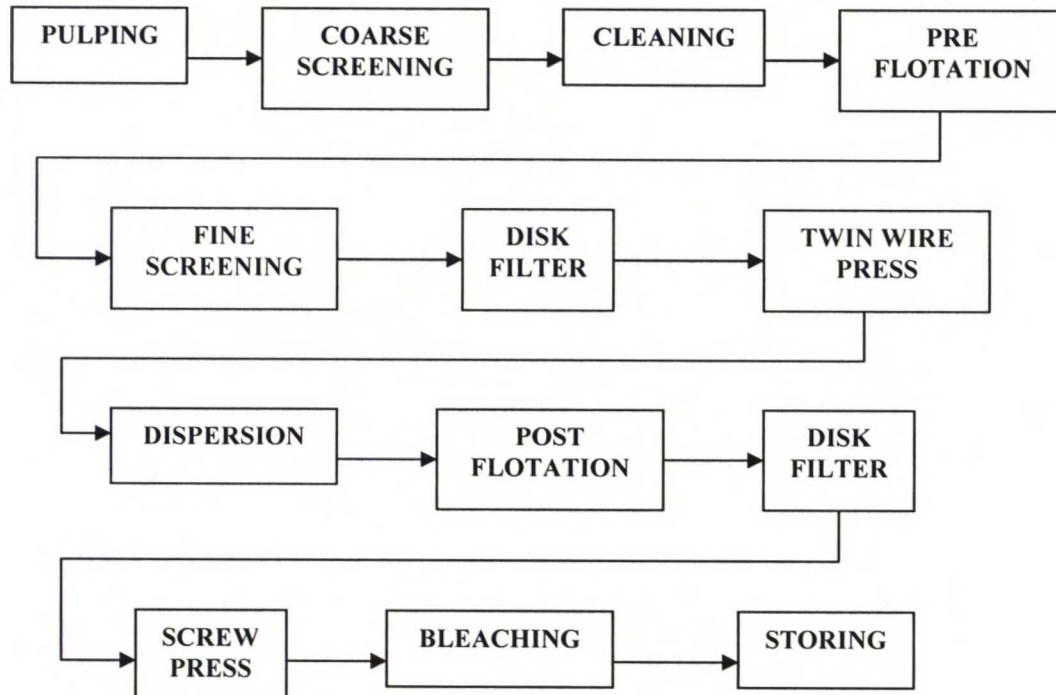 PULPING
COARSE
SCREENING
CLEANING
PRE
FLOTATION
FINE
SCREENING
DISK
FILTER
TWIN WIRE
PRESS
DISPERSION
POST
FLOTATION
DISK
FILTER
SCREW
PRESS
BLEACHING
STORING